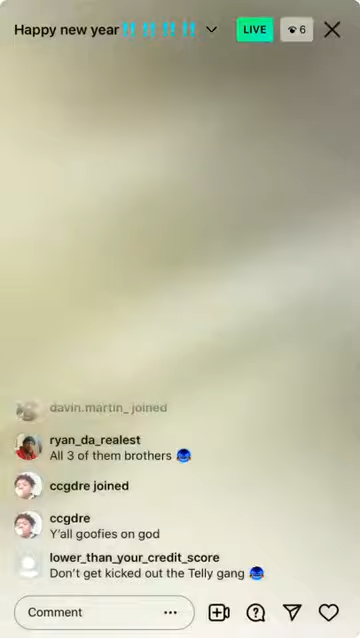 Happy new year‼️‼️‼️‼️
LIVE
6
davin.martin_ joined
ryan_da_realest
All 3 of them brothers
ccgdre joined
ccgdre
Y'all goofies on god
lower_than_your_credit_score
Don't get kicked out the Telly gang
Comment